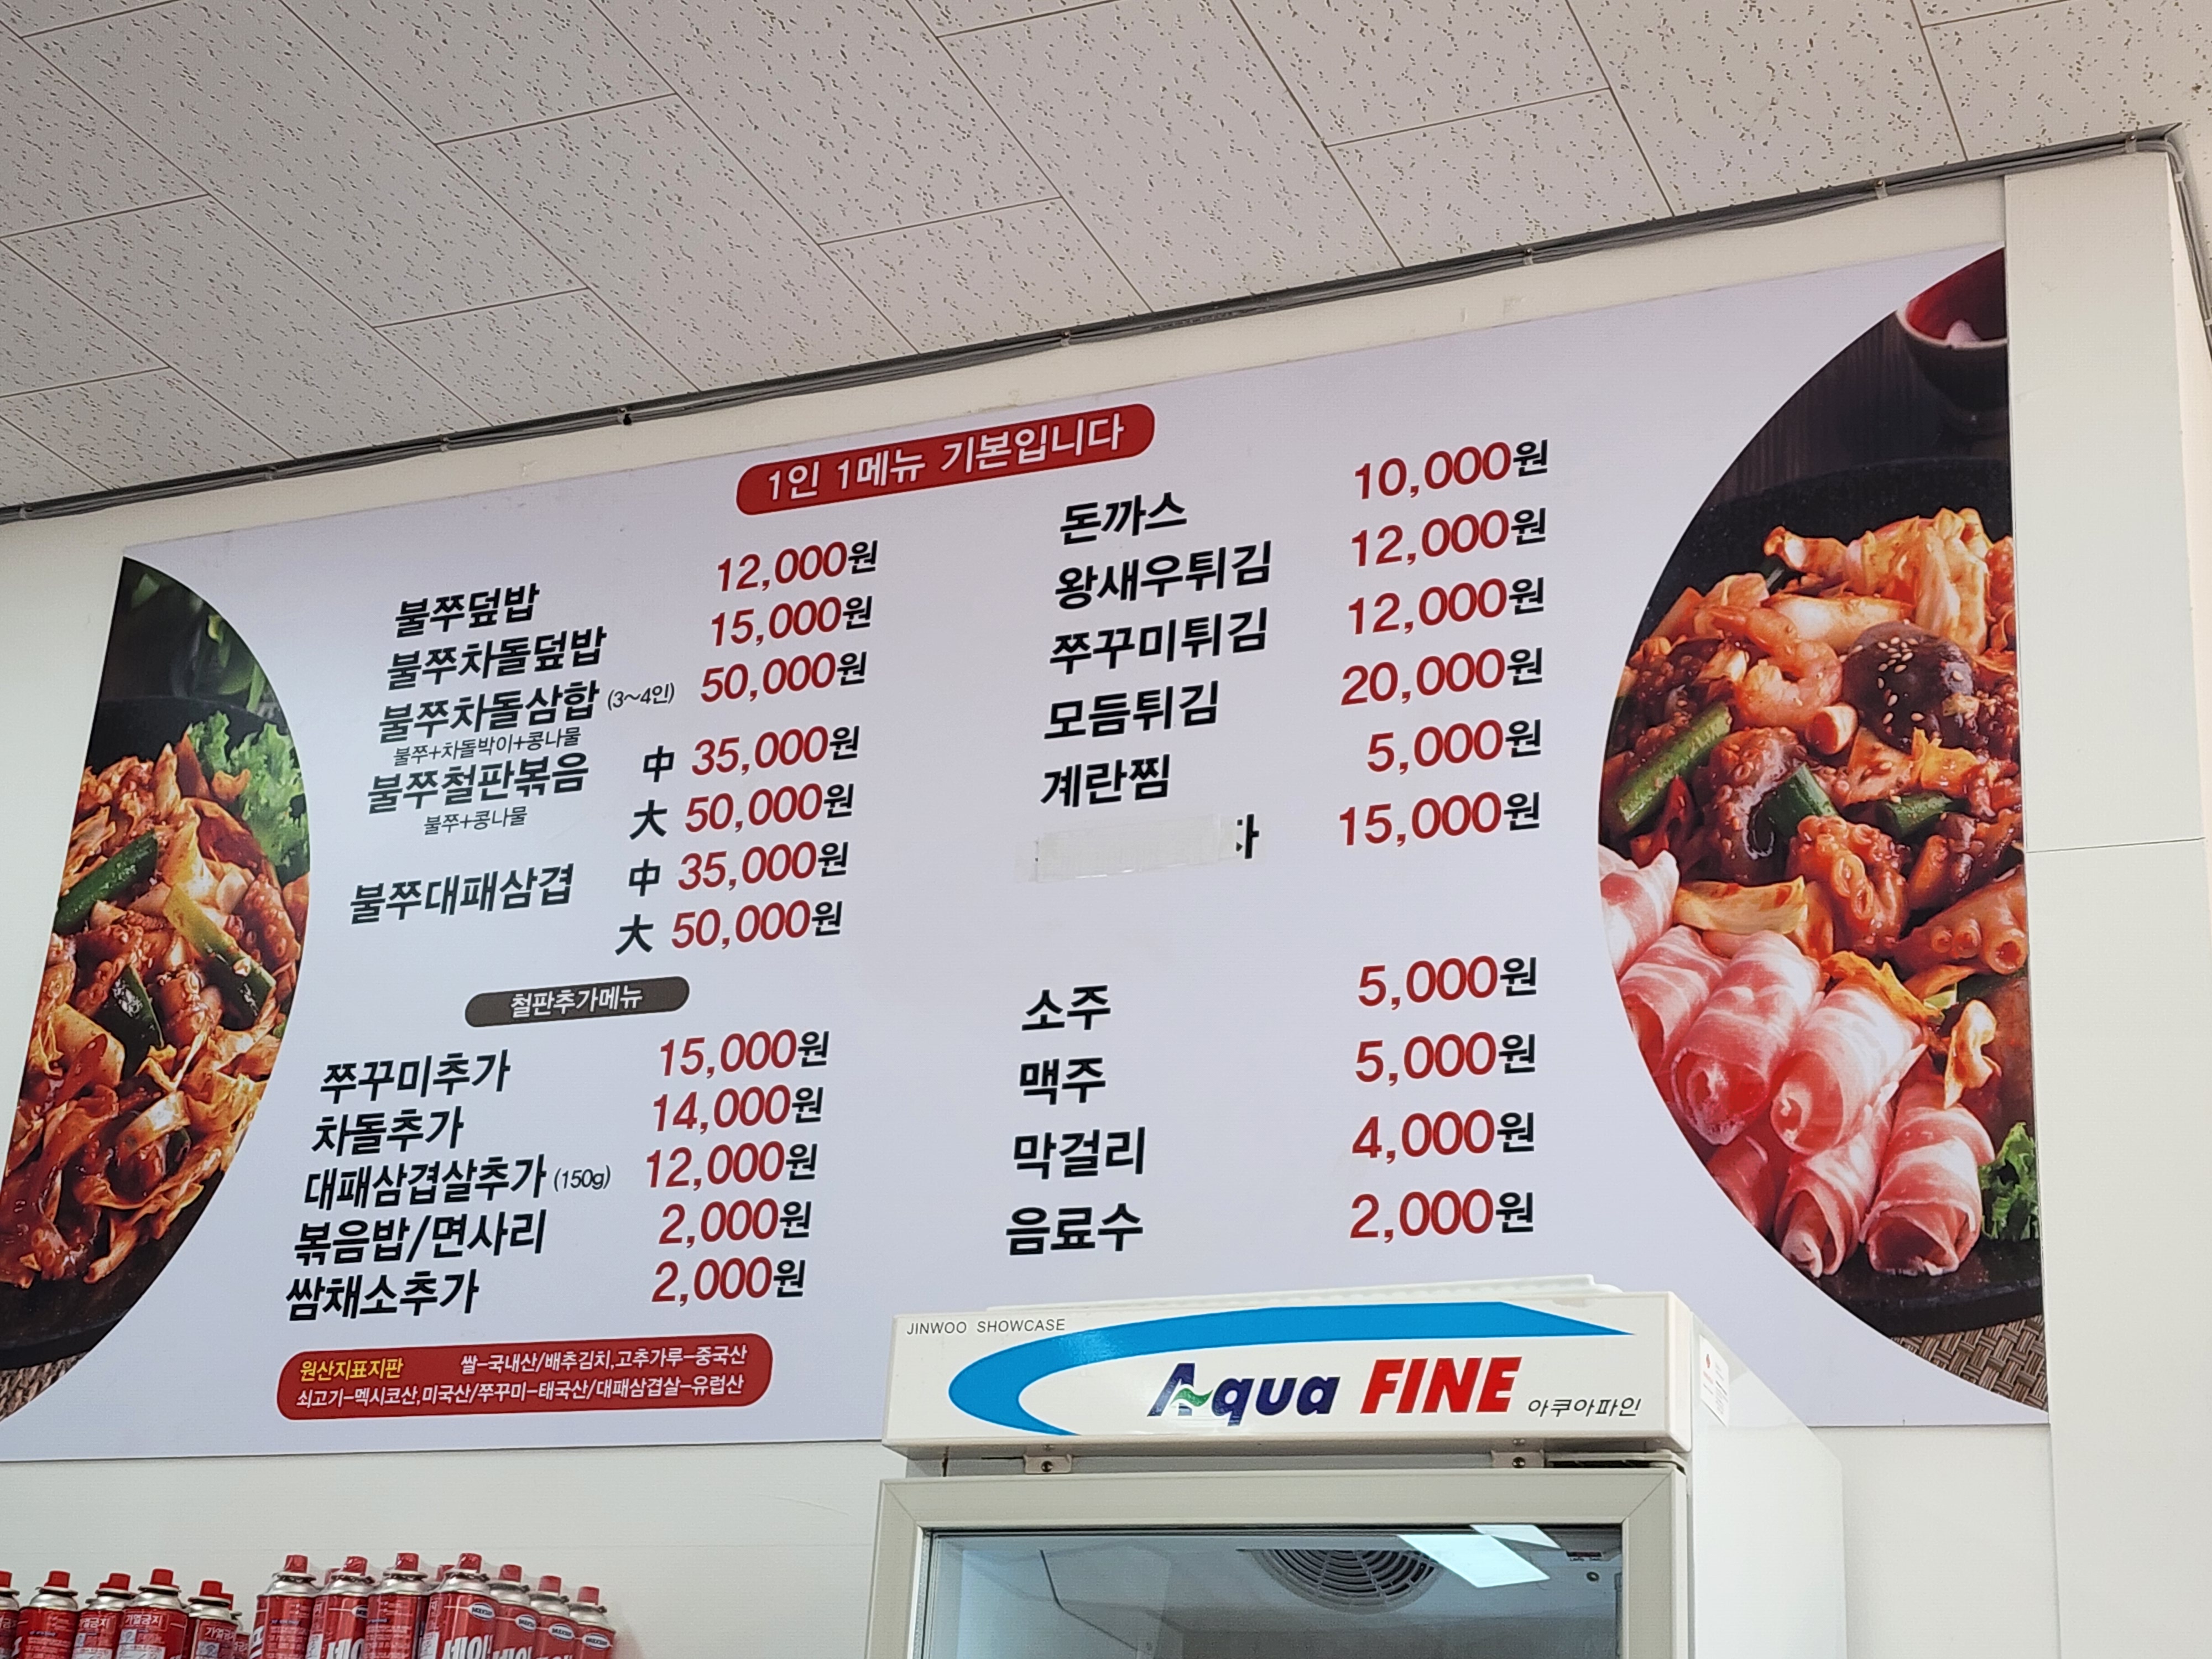 1인 1메뉴 기본입니다
불쭈덮밥 12,000원
불쭈차돌덮밥 15,000원
불쭈차돌삼합 (3~4인) 50,000원
불쭈+차돌박이+콩나물
불쭈철판볶음 中 35,000원
불쭈+콩나물
大 50,000원
불쭈대패삼겹 中 35,000원
大 50,000원
철판추가메뉴
쭈꾸미추가 15,000원
차돌추가 14,000원
대패삼겹살추가 (150g) 12,000원
볶음밥/면사리 2,000원
쌈채소추가 2,000원
원산지표지판 쌀-국내산/배추김치,고추가루-중국산
쇠고기-멕시코산,미국산/쭈꾸미-태국산/대패삼겹살-유럽산
돈까스 10,000원
왕새우튀김 12,000원
쭈꾸미튀김 12,000원
모듬튀김 20,000원
계란찜 5,000원
15,000원
소주 5,000원
맥주 5,000원
막걸리 4,000원
음료수 2,000원
JINWOO SHOWCASE
Aqua FINE 아쿠아파인